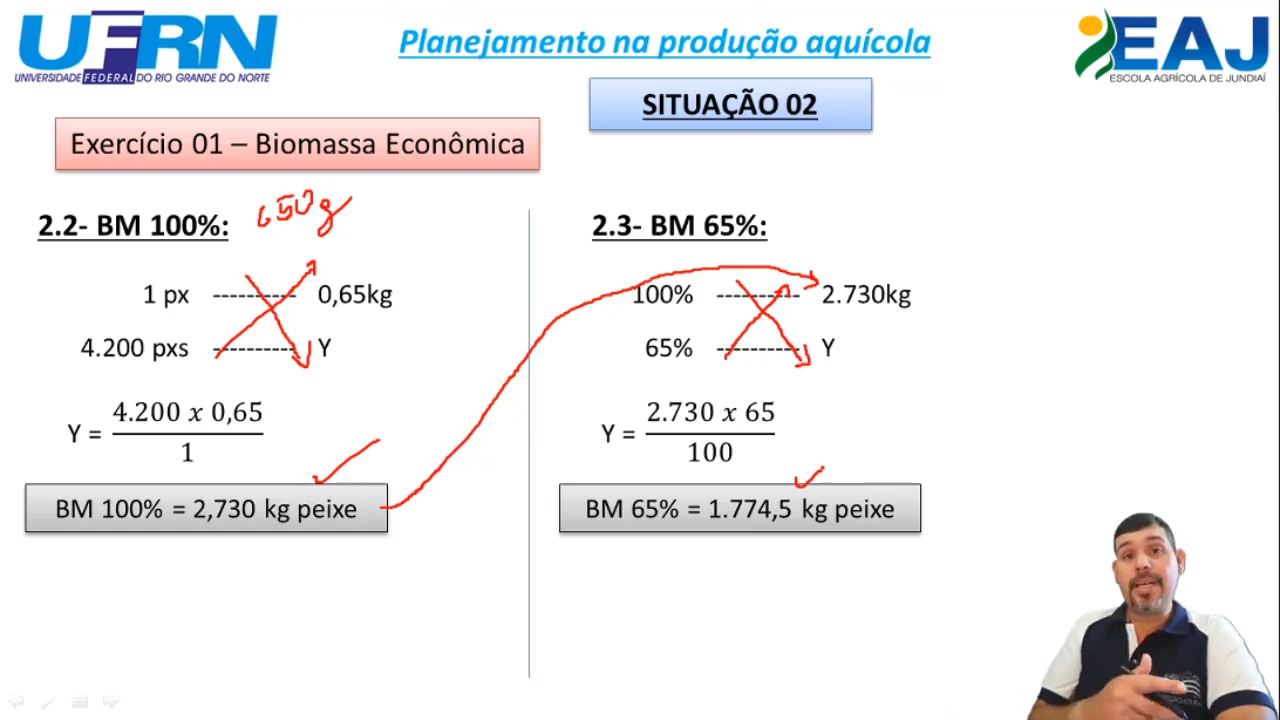 UFRN
UNIVERSIDADE FEDERAL DO RIO GRANDE DO NORTE
Planejamento na produção aquícola
EAJ
ESCOLA AGRÍCOLA DE JUNDIAÍ
SITUAÇÃO 02
Exercício 01 – Biomassa Econômica
2.2- BM 100%: 650g
1 px ---------- 0,65kg
4.200 pxs ---------- Y
Y = 4.200 x 0,65
1
BM 100% = 2,730 kg peixe
2.3- BM 65%:
100% ---------- 2.730kg
65% ---------- Y
Y = 2.730 x 65
100
BM 65% = 1.774,5 kg peixe